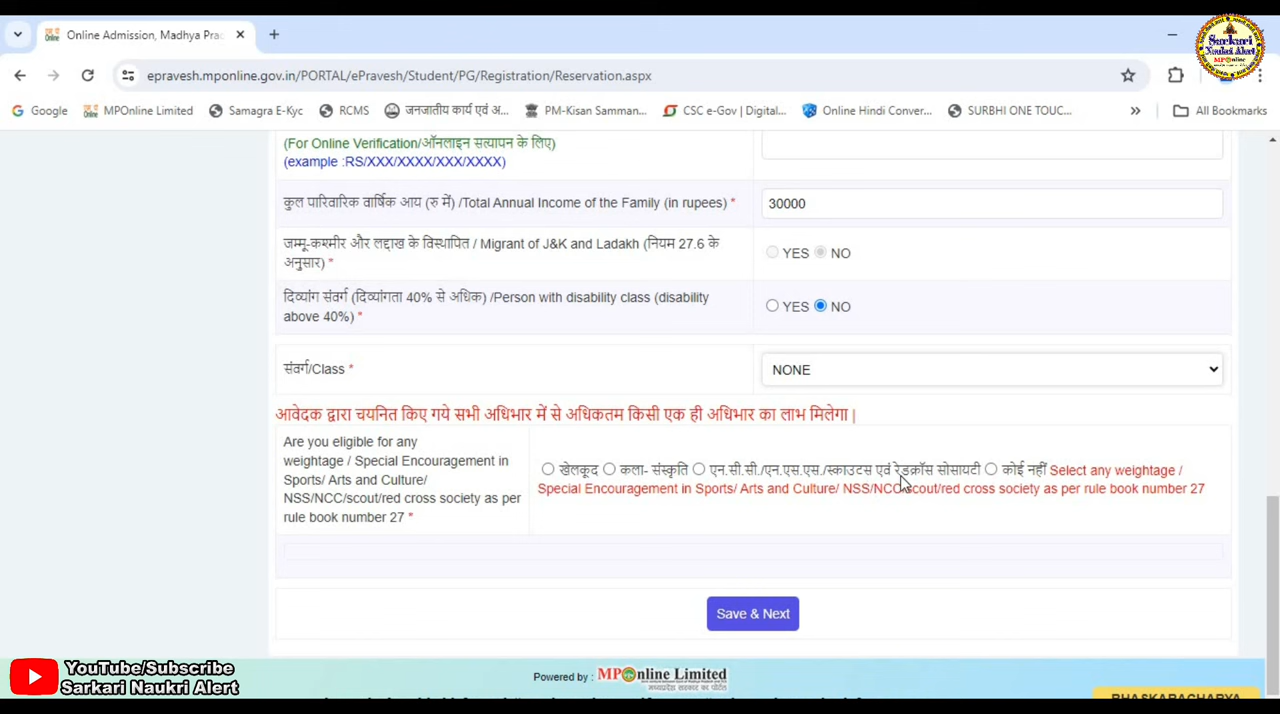 Online Admission, Madhya Pra
Sarkari
Naukri Alert
MPOnline
epravesh.mponline.gov.in/PORTAL/ePravesh/Student/PG/Registration/Reservation.aspx
Google MPOnline Limited Samagra E-Kyc RCMS जनजातीय कार्य एवं अ... PM-Kisan Samman... CSC e-Gov | Digital... Online Hindi Conver... SURBHI ONE TOUC... » All Bookmarks
(For Online Verification/ऑनलाइन सत्यापन के लिए)
(example :RS/XXX/XXXX/XXX/XXXX)
कुल पारिवारिक वार्षिक आय (रु में) /Total Annual Income of the Family (in rupees) * 30000
जम्मू-कश्मीर और लद्दाख के विस्थापित / Migrant of J&K and Ladakh (नियम 27.6 के
अनुसार) *
YES NO
दिव्यांग संवर्ग (दिव्यांगता 40% से अधिक) /Person with disability class (disability
above 40%) *
YES NO
संवर्ग/Class * NONE
आवेदक द्वारा चयनित किए गये सभी अधिभार में से अधिकतम किसी एक ही अधिभार का लाभ मिलेगा |
Are you eligible for any
weightage / Special Encouragement in
Sports/ Arts and Culture/
NSS/NCC/scout/red cross society as per
rule book number 27 *
खेलकूद कला- संस्कृति एन.सी.सी./एन.एस.एस./स्काउटस एवं रेडक्रॉस सोसायटी कोई नहीं Select any weightage /
Special Encouragement in Sports/ Arts and Culture/ NSS/NCC/scout/red cross society as per rule book number 27
Save & Next
Powered by : MPOnline Limited
YouTube/Subscribe
Sarkari Naukri Alert
BHASKARACHARYA